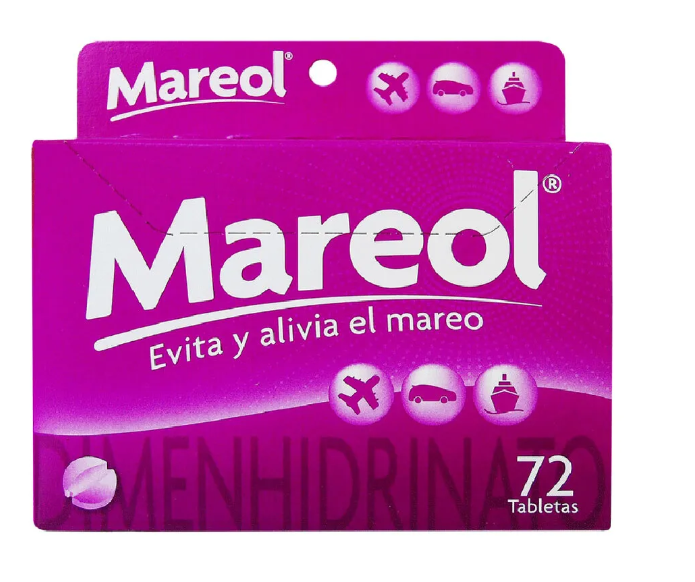 Mareol®
Mareol®
Evita y alivia el mareo
DIMENHIDRINATO
72
Tabletas